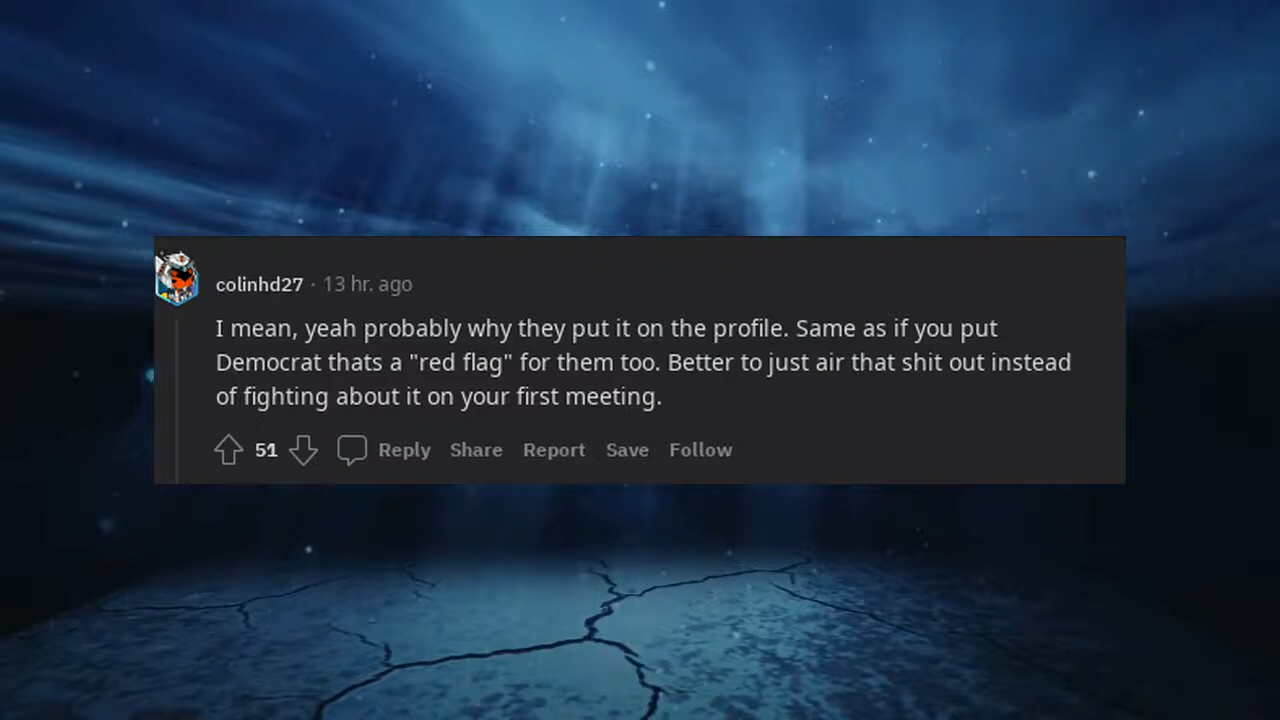 colinhd27 · 13 hr. ago
I mean, yeah probably why they put it on the profile. Same as if you put
Democrat thats a "red flag" for them too. Better to just air that shit out instead
of fighting about it on your first meeting.
51 Reply Share Report Save Follow